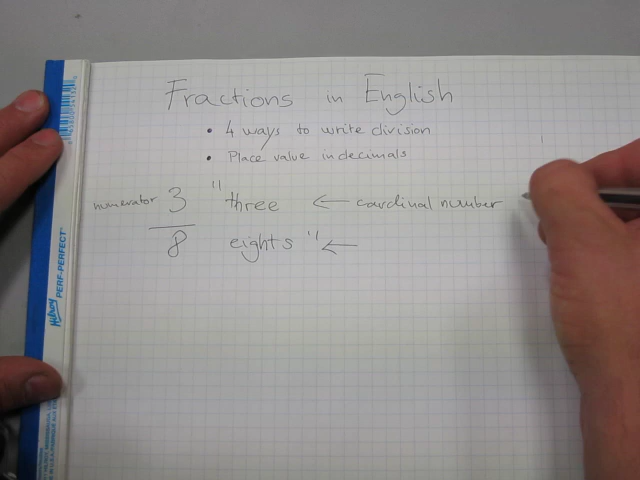 Fractions in English
• 4 ways to write division
• Place value in decimals
numerator 3 "three ← cardinal number
8 eights" ←
Hilroy PERF-PERFECT